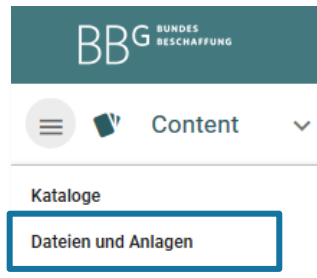 BBG BUNDES
BESCHAFFUNG
Content
Kataloge
Dateien und Anlagen